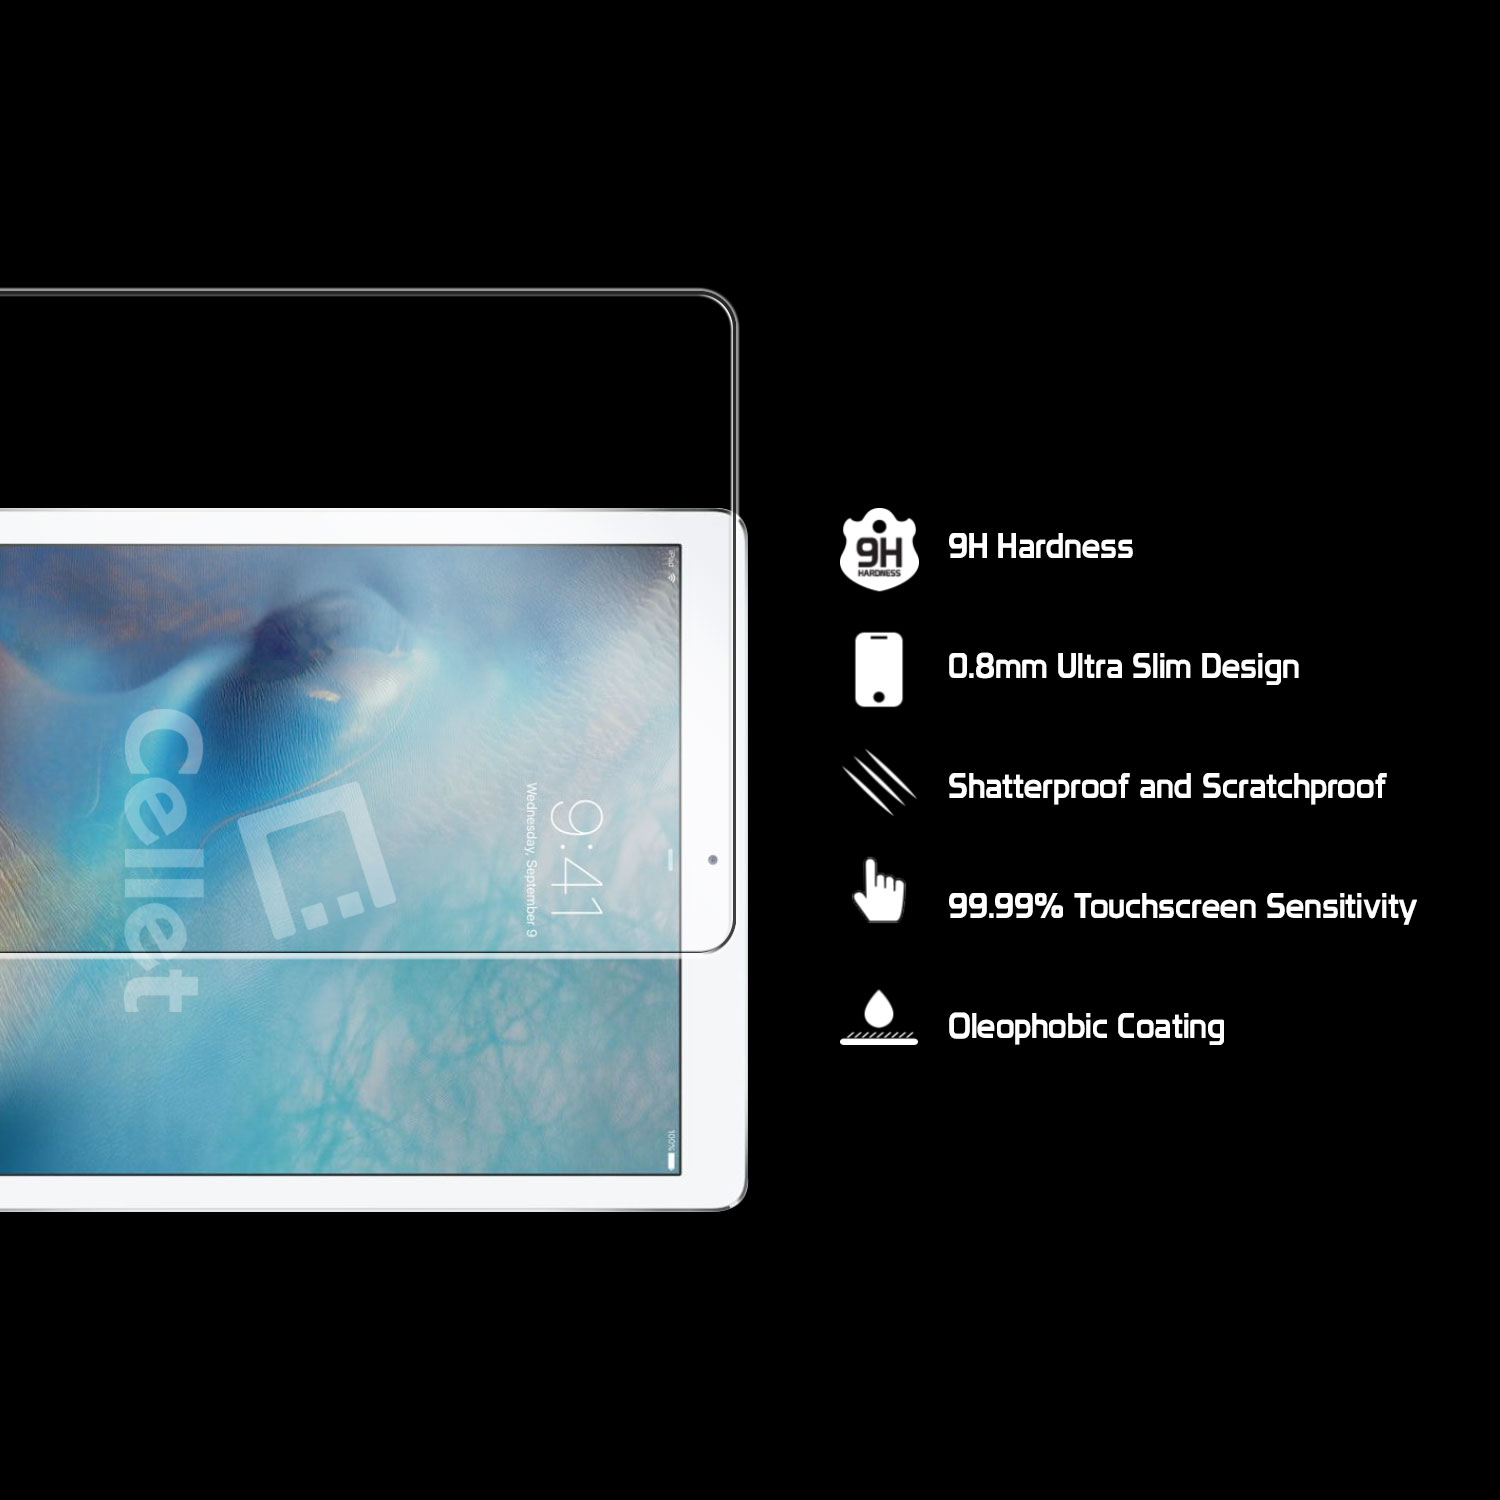 iPad
9:41
Wednesday, September 9
100%
Cellet
9H
HARDNESS
9H Hardness
0.8mm Ultra Slim Design
Shatterproof and Scratchproof
99.99% Touchscreen Sensitivity
Oleophobic Coating